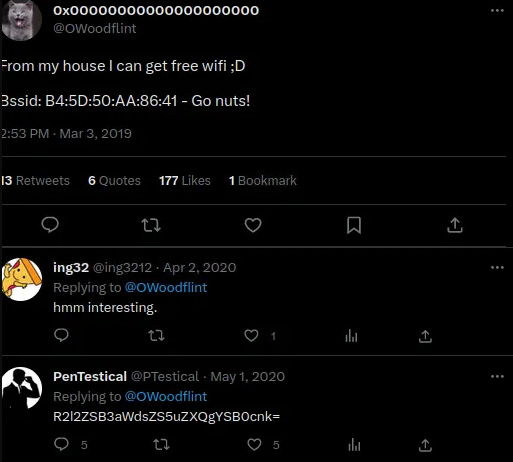 0x00000000000000000000
@OWoodflint
From my house I can get free wifi ;D
Bssid: B4:5D:50:AA:86:41 - Go nuts!
2:53 PM · Mar 3, 2019
13 Retweets 6 Quotes 177 Likes 1 Bookmark
ing32 @ing3212 · Apr 2, 2020
Replying to @OWoodflint
hmm interesting.
1
PenTestical @PTestical · May 1, 2020
Replying to @OWoodflint
R2l2ZSB3aWdsZS5uZXQgYSB0cnk=
5 5